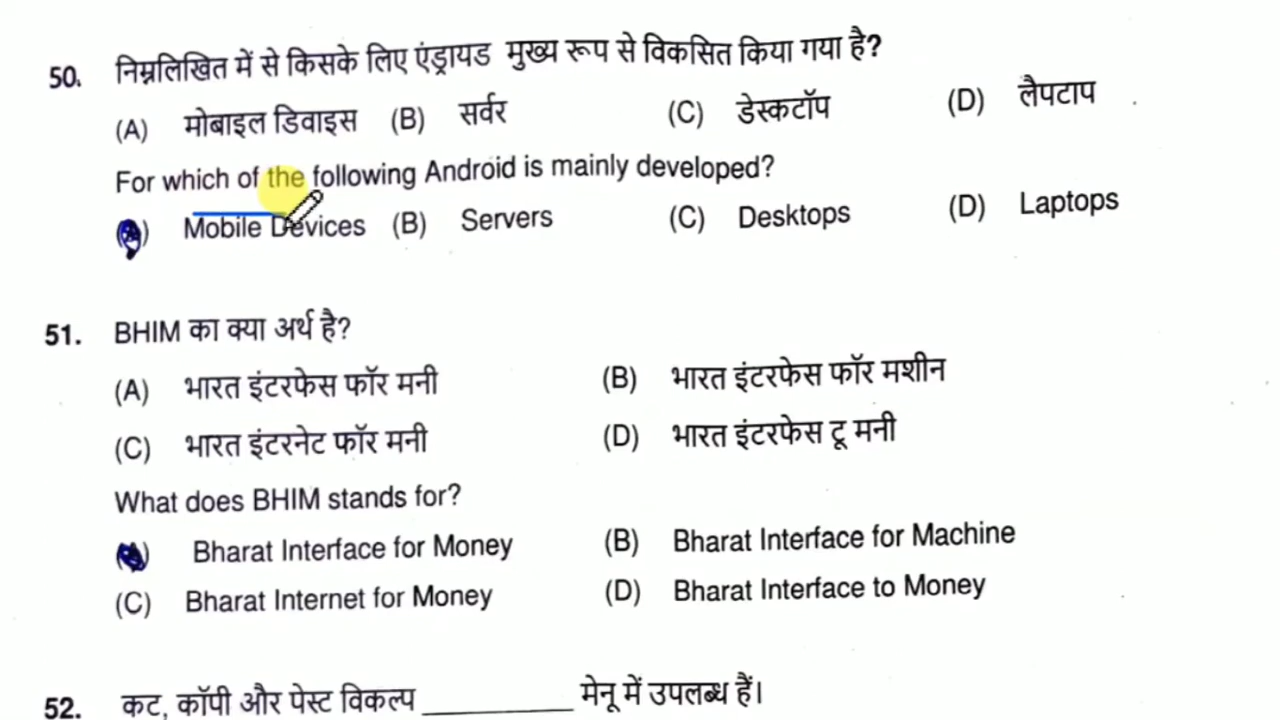 50. निम्नलिखित में से किसके लिए एंड्रायड मुख्य रूप से विकसित किया गया है?
(A) मोबाइल डिवाइस (B) सर्वर (C) डेस्कटॉप (D) लैपटाप
For which of the following Android is mainly developed?
(A) Mobile Devices (B) Servers (C) Desktops (D) Laptops
51. BHIM का क्या अर्थ है?
(A) भारत इंटरफेस फॉर मनी (B) भारत इंटरफेस फॉर मशीन
(C) भारत इंटरनेट फॉर मनी (D) भारत इंटरफेस टू मनी
What does BHIM stands for?
(A) Bharat Interface for Money (B) Bharat Interface for Machine
(C) Bharat Internet for Money (D) Bharat Interface to Money
52. कट, कॉपी और पेस्ट विकल्प __________ मेनू में उपलब्ध हैं।